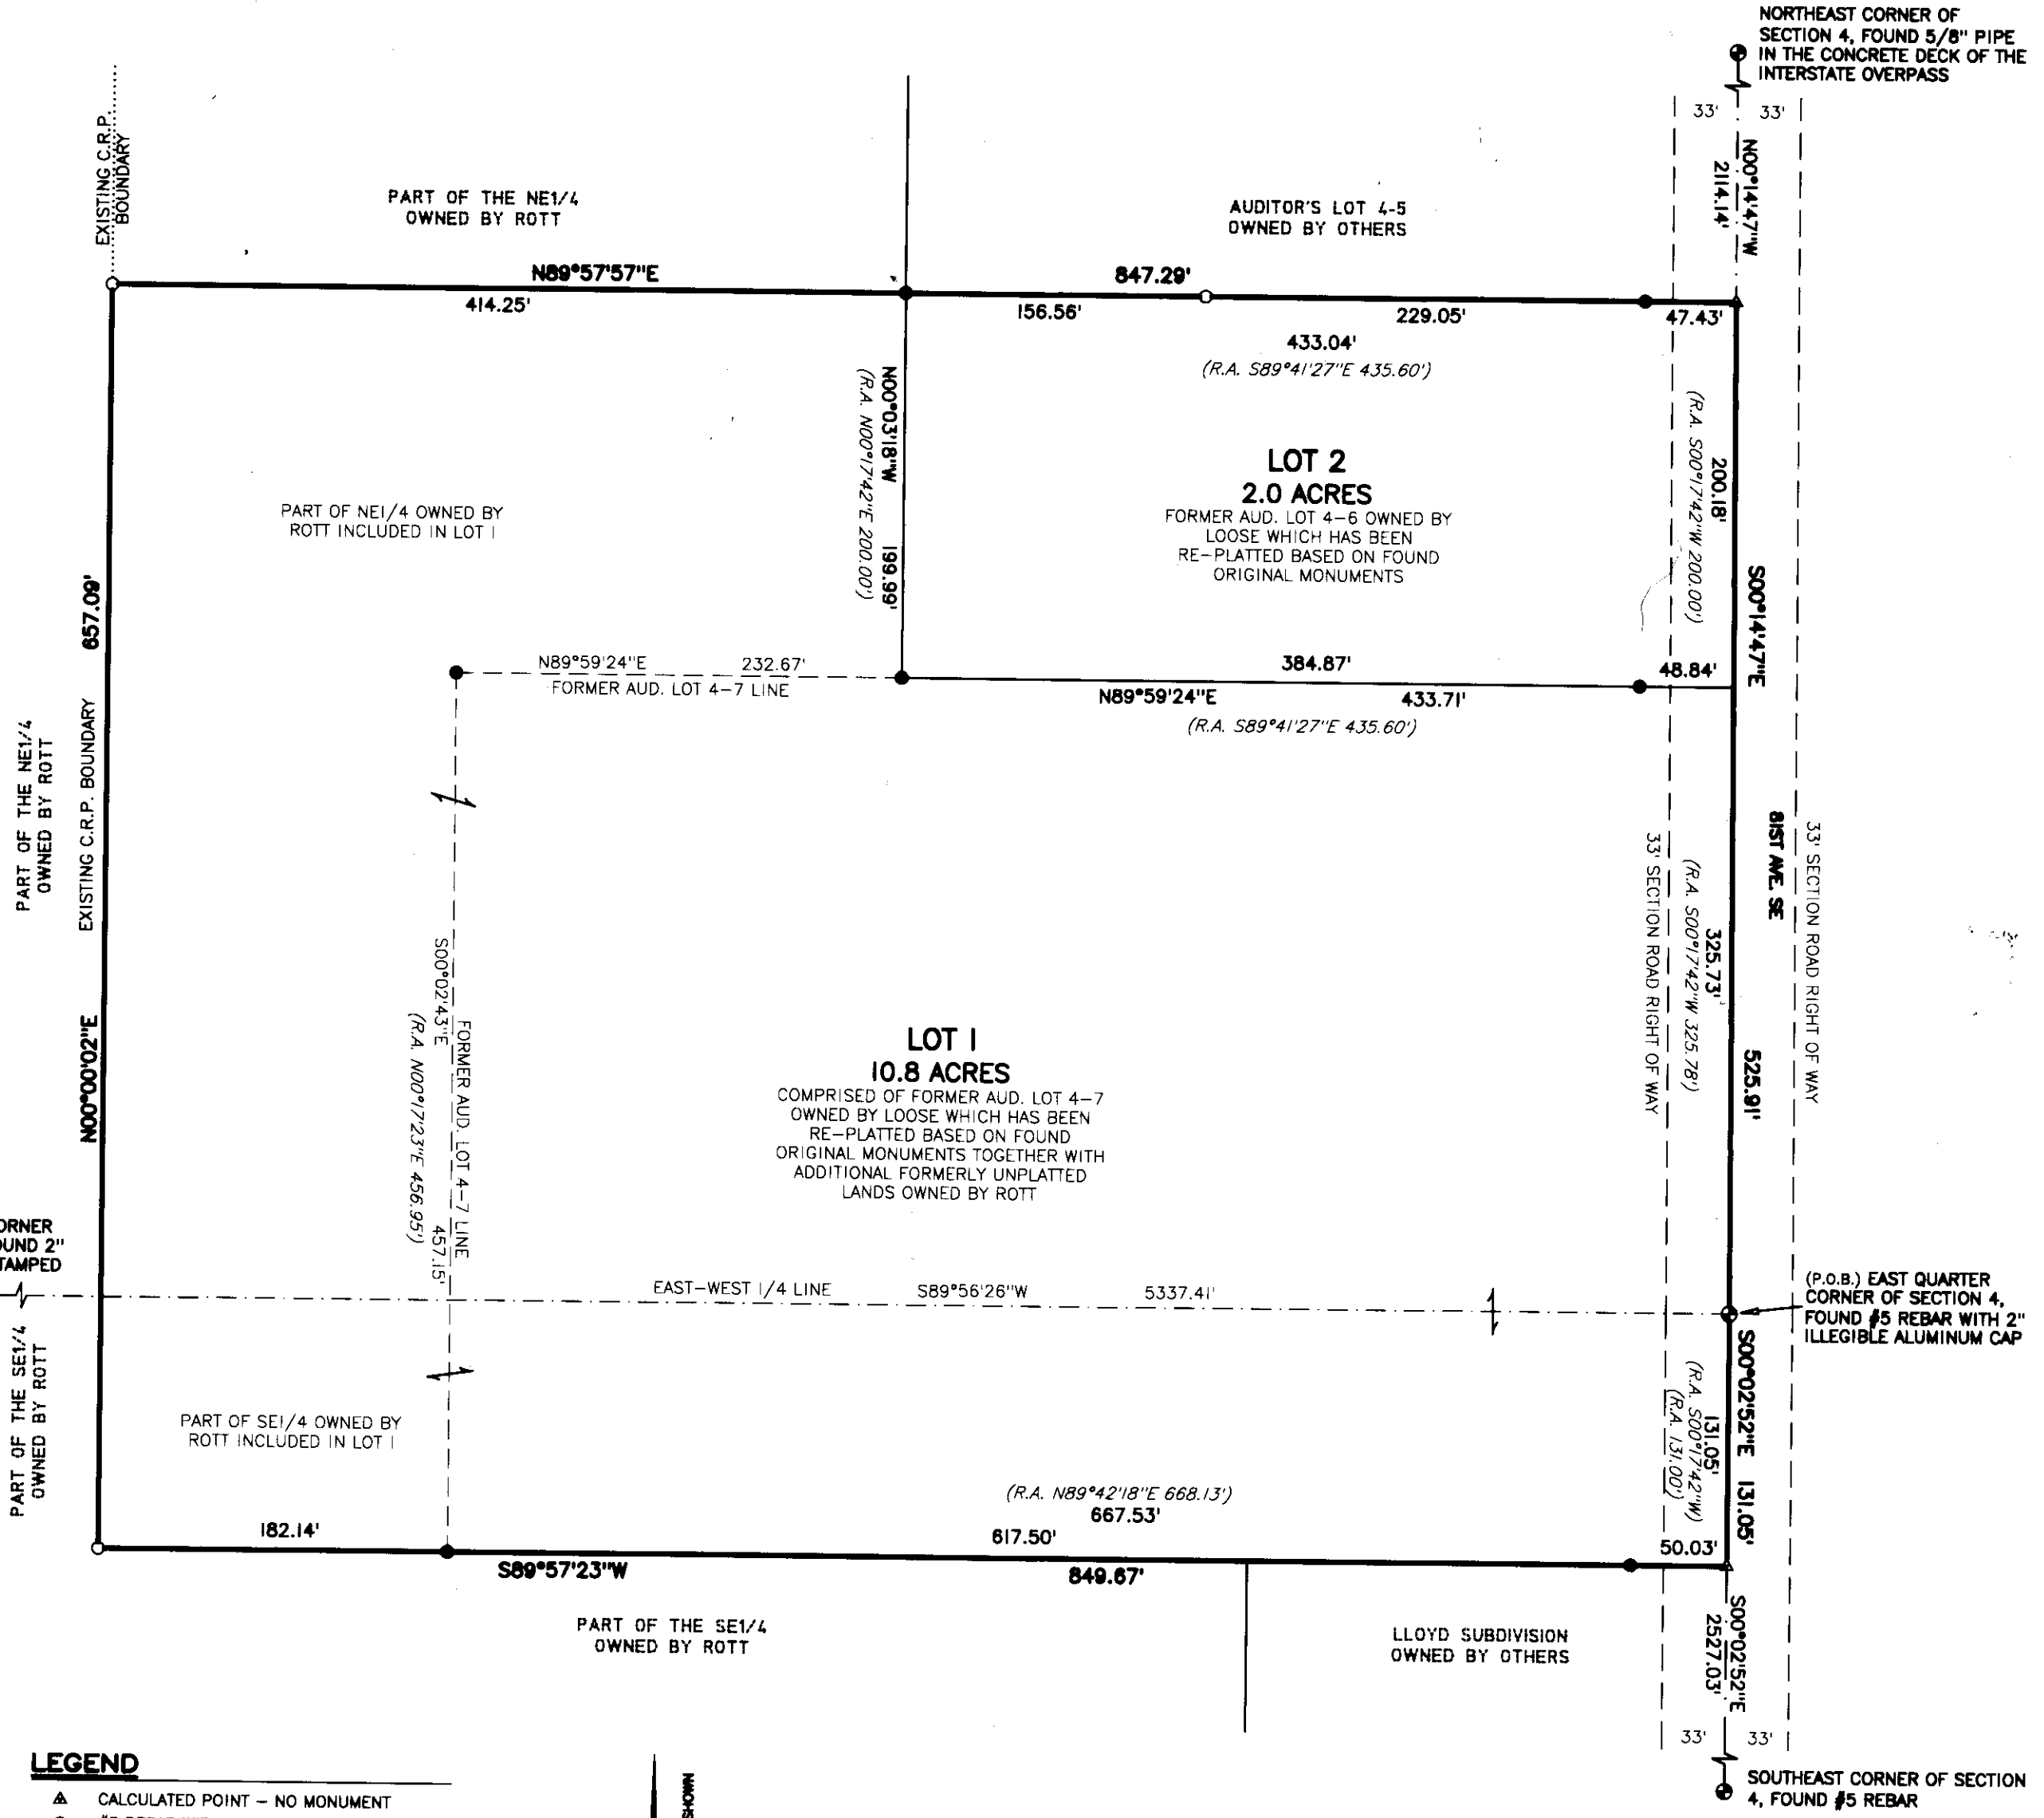 NORTHEAST CORNER OF
SECTION 4, FOUND 5/8" PIPE
IN THE CONCRETE DECK OF THE
INTERSTATE OVERPASS
33'
33'
N00°14'47"W
2114.14'
EXISTING C.R.P.
BOUNDARY
PART OF THE NE1/4
OWNED BY ROTT
AUDITOR'S LOT 4-5
OWNED BY OTHERS
N89°57'57"E
847.29'
414.25'
156.56'
229.05'
47.43'
433.04'
(R.A. S89°41'27"E 435.60')
N00°03'18"W 199.99'
(R.A. N00°17'42"E 200.00')
LOT 2
2.0 ACRES
FORMER AUD. LOT 4-6 OWNED BY
LOOSE WHICH HAS BEEN
RE-PLATTED BASED ON FOUND
ORIGINAL MONUMENTS
200.18'
(R.A. S00°17'42"W 200.00')
S00°14'47"E
525.91'
PART OF NE1/4 OWNED BY
ROTT INCLUDED IN LOT 1
657.09'
EXISTING C.R.P. BOUNDARY
N00°00'02"E
PART OF THE NE1/4
OWNED BY ROTT
N89°59'24"E 232.67'
FORMER AUD. LOT 4-7 LINE
384.87'
48.84'
N89°59'24"E 433.71'
(R.A. S89°41'27"E 435.60')
81ST AVE. SE
33' SECTION ROAD RIGHT OF WAY
33' SECTION ROAD RIGHT OF WAY
325.73'
(R.A. S00°17'42"W 325.78')
FORMER AUD. LOT 4-7 LINE
S00°02'43"E 457.15'
(R.A. N00°17'23"E 456.95')
LOT 1
10.8 ACRES
COMPRISED OF FORMER AUD. LOT 4-7
OWNED BY LOOSE WHICH HAS BEEN
RE-PLATTED BASED ON FOUND
ORIGINAL MONUMENTS TOGETHER WITH
ADDITIONAL FORMERLY UNPLATTED
LANDS OWNED BY ROTT
ORNER
OUND 2"
TAMPED
EAST-WEST 1/4 LINE S89°56'26"W 5337.41'
(P.O.B.) EAST QUARTER
CORNER OF SECTION 4,
FOUND #5 REBAR WITH 2"
ILLEGIBLE ALUMINUM CAP
S00°02'52"E 131.05'
131.05'
(R.A. S00°17'42"W)
(R.A. 131.00')
PART OF THE SE1/4
OWNED BY ROTT
PART OF SE1/4 OWNED BY
ROTT INCLUDED IN LOT 1
(R.A. N89°42'18"E 668.13')
667.53'
182.14'
617.50'
50.03'
S89°57'23"W
849.67'
PART OF THE SE1/4
OWNED BY ROTT
LLOYD SUBDIVISION
OWNED BY OTHERS
S00°02'52"E
2527.03'
33'
33'
SOUTHEAST CORNER OF SECTION
4, FOUND #5 REBAR
LEGEND
CALCULATED POINT - NO MONUMENT
SHOWN